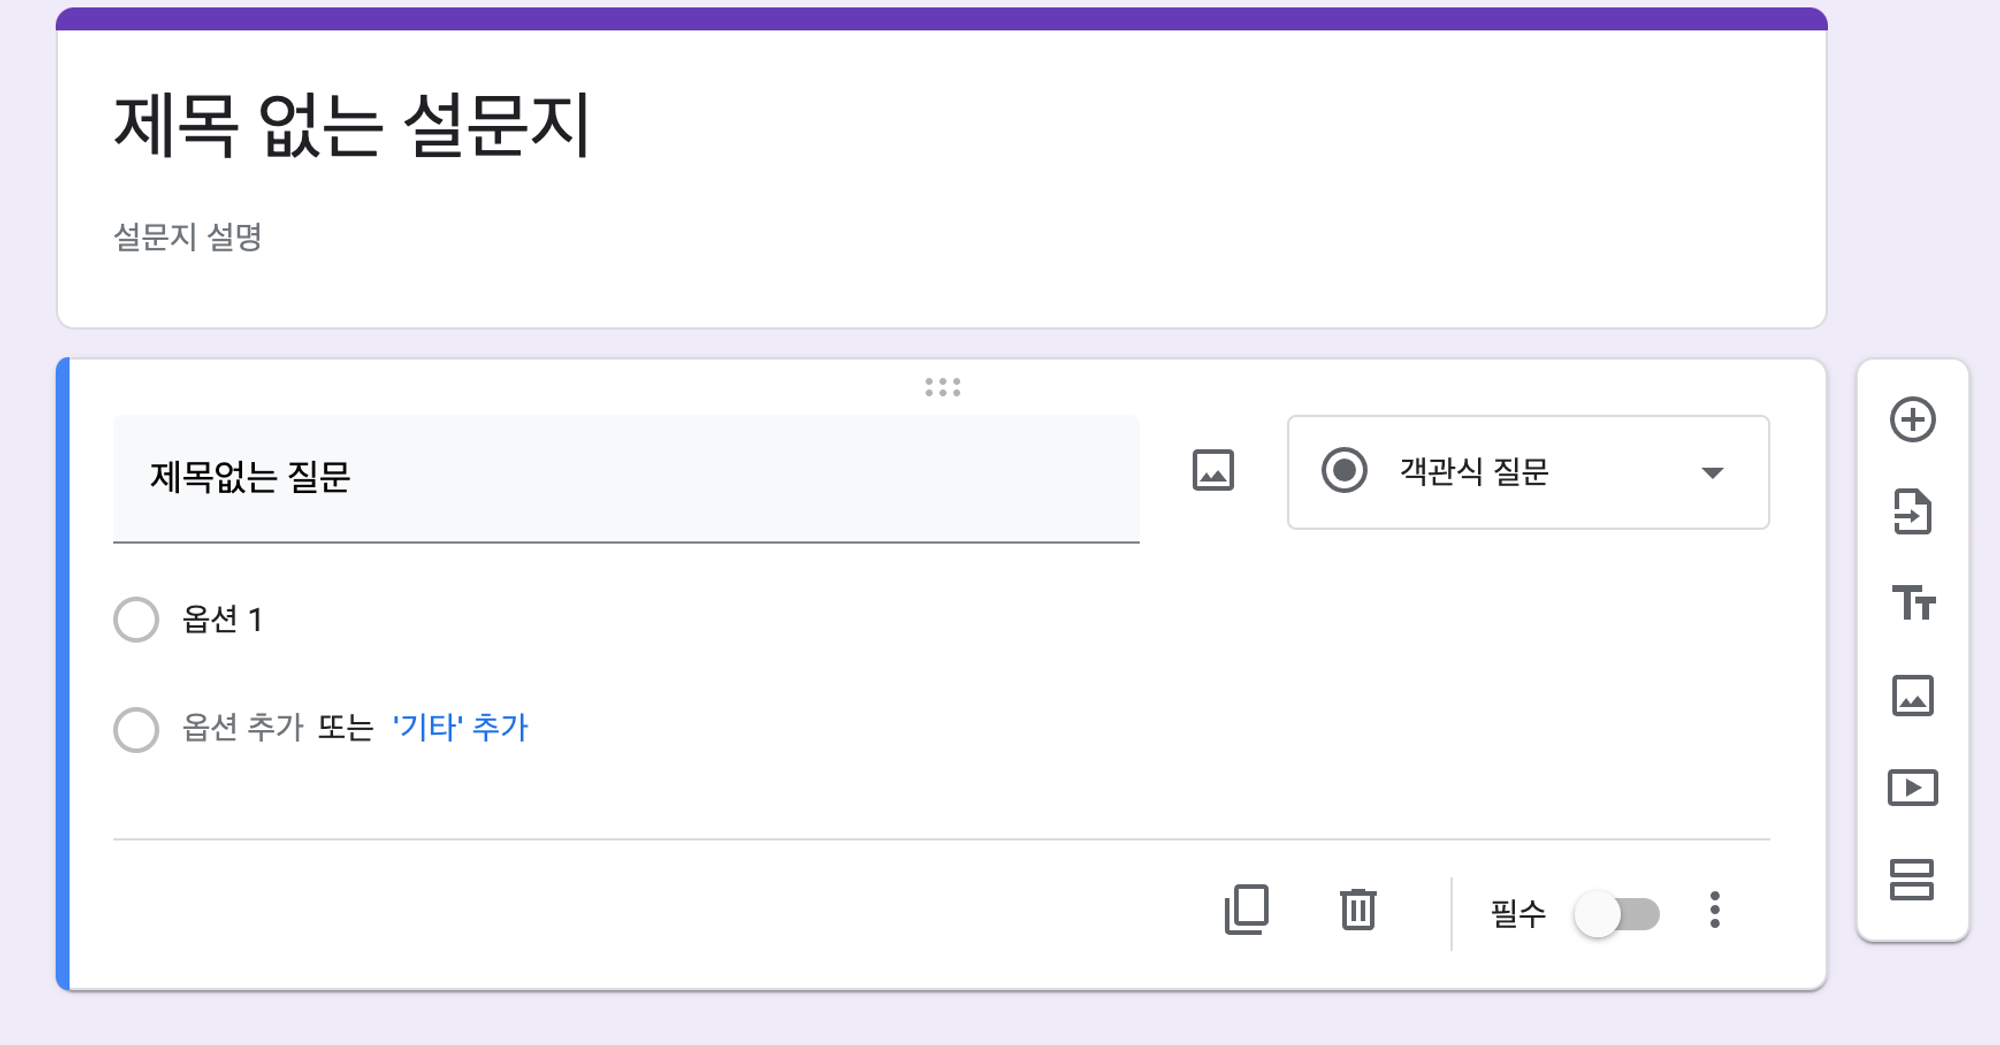 제목 없는 설문지
설문지 설명
제목없는 질문
객관식 질문
옵션 1
옵션 추가 또는 '기타' 추가
필수